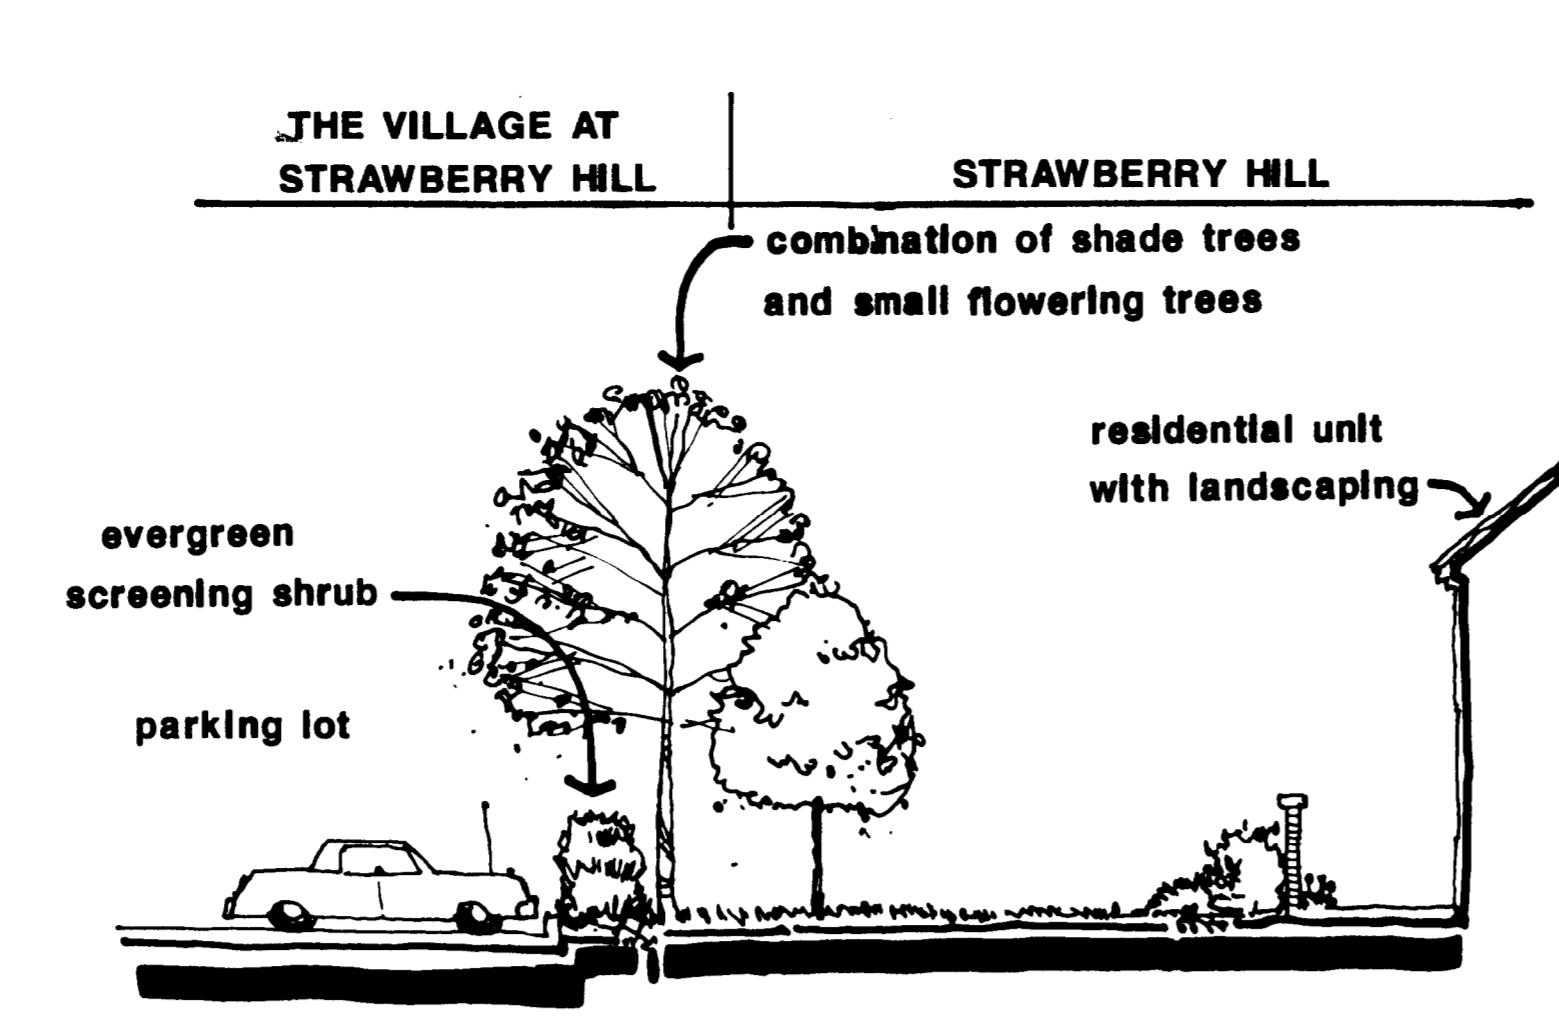 THE VILLAGE AT
STRAWBERRY HILL
STRAWBERRY HILL
combination of shade trees
and small flowering trees
residential unit
with landscaping
evergreen
screening shrub
parking lot